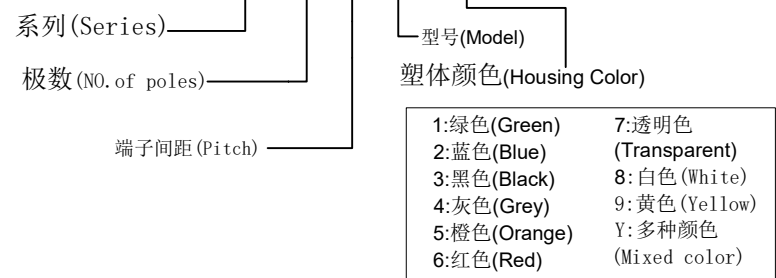 系列(Series)
型号(Model)
极数(NO.of poles)
塑体颜色(Housing Color)
端子间距(Pitch)
1:绿色(Green)
2:蓝色(Blue)
3:黑色(Black)
4:灰色(Grey)
5:橙色(Orange)
6:红色(Red)
7:透明色
(Transparent)
8:白色(White)
9:黄色(Yellow)
Y:多种颜色
(Mixed color)